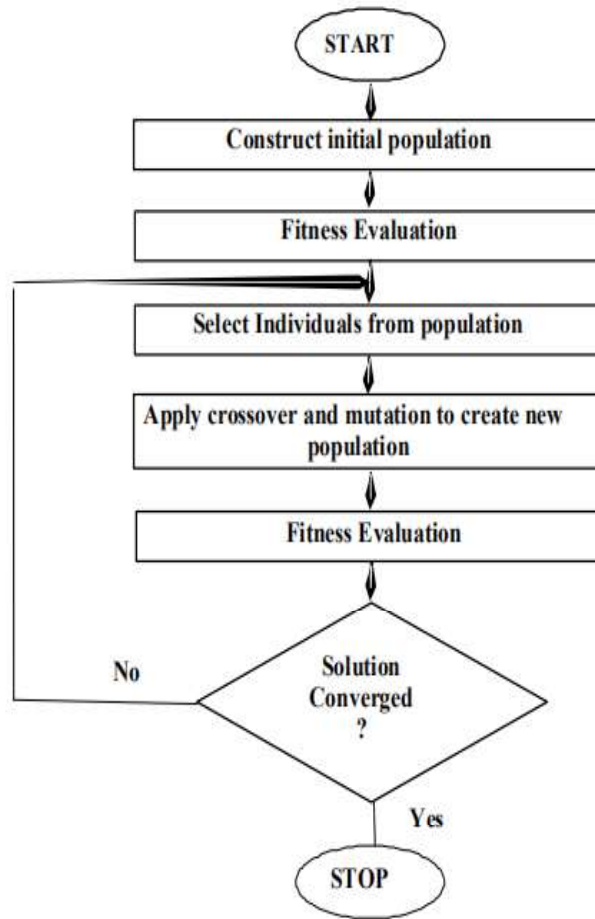 START
Construct initial population
Fitness Evaluation
Select Individuals from population
Apply crossover and mutation to create new
population
Fitness Evaluation
Solution
Converged
?
No
Yes
STOP